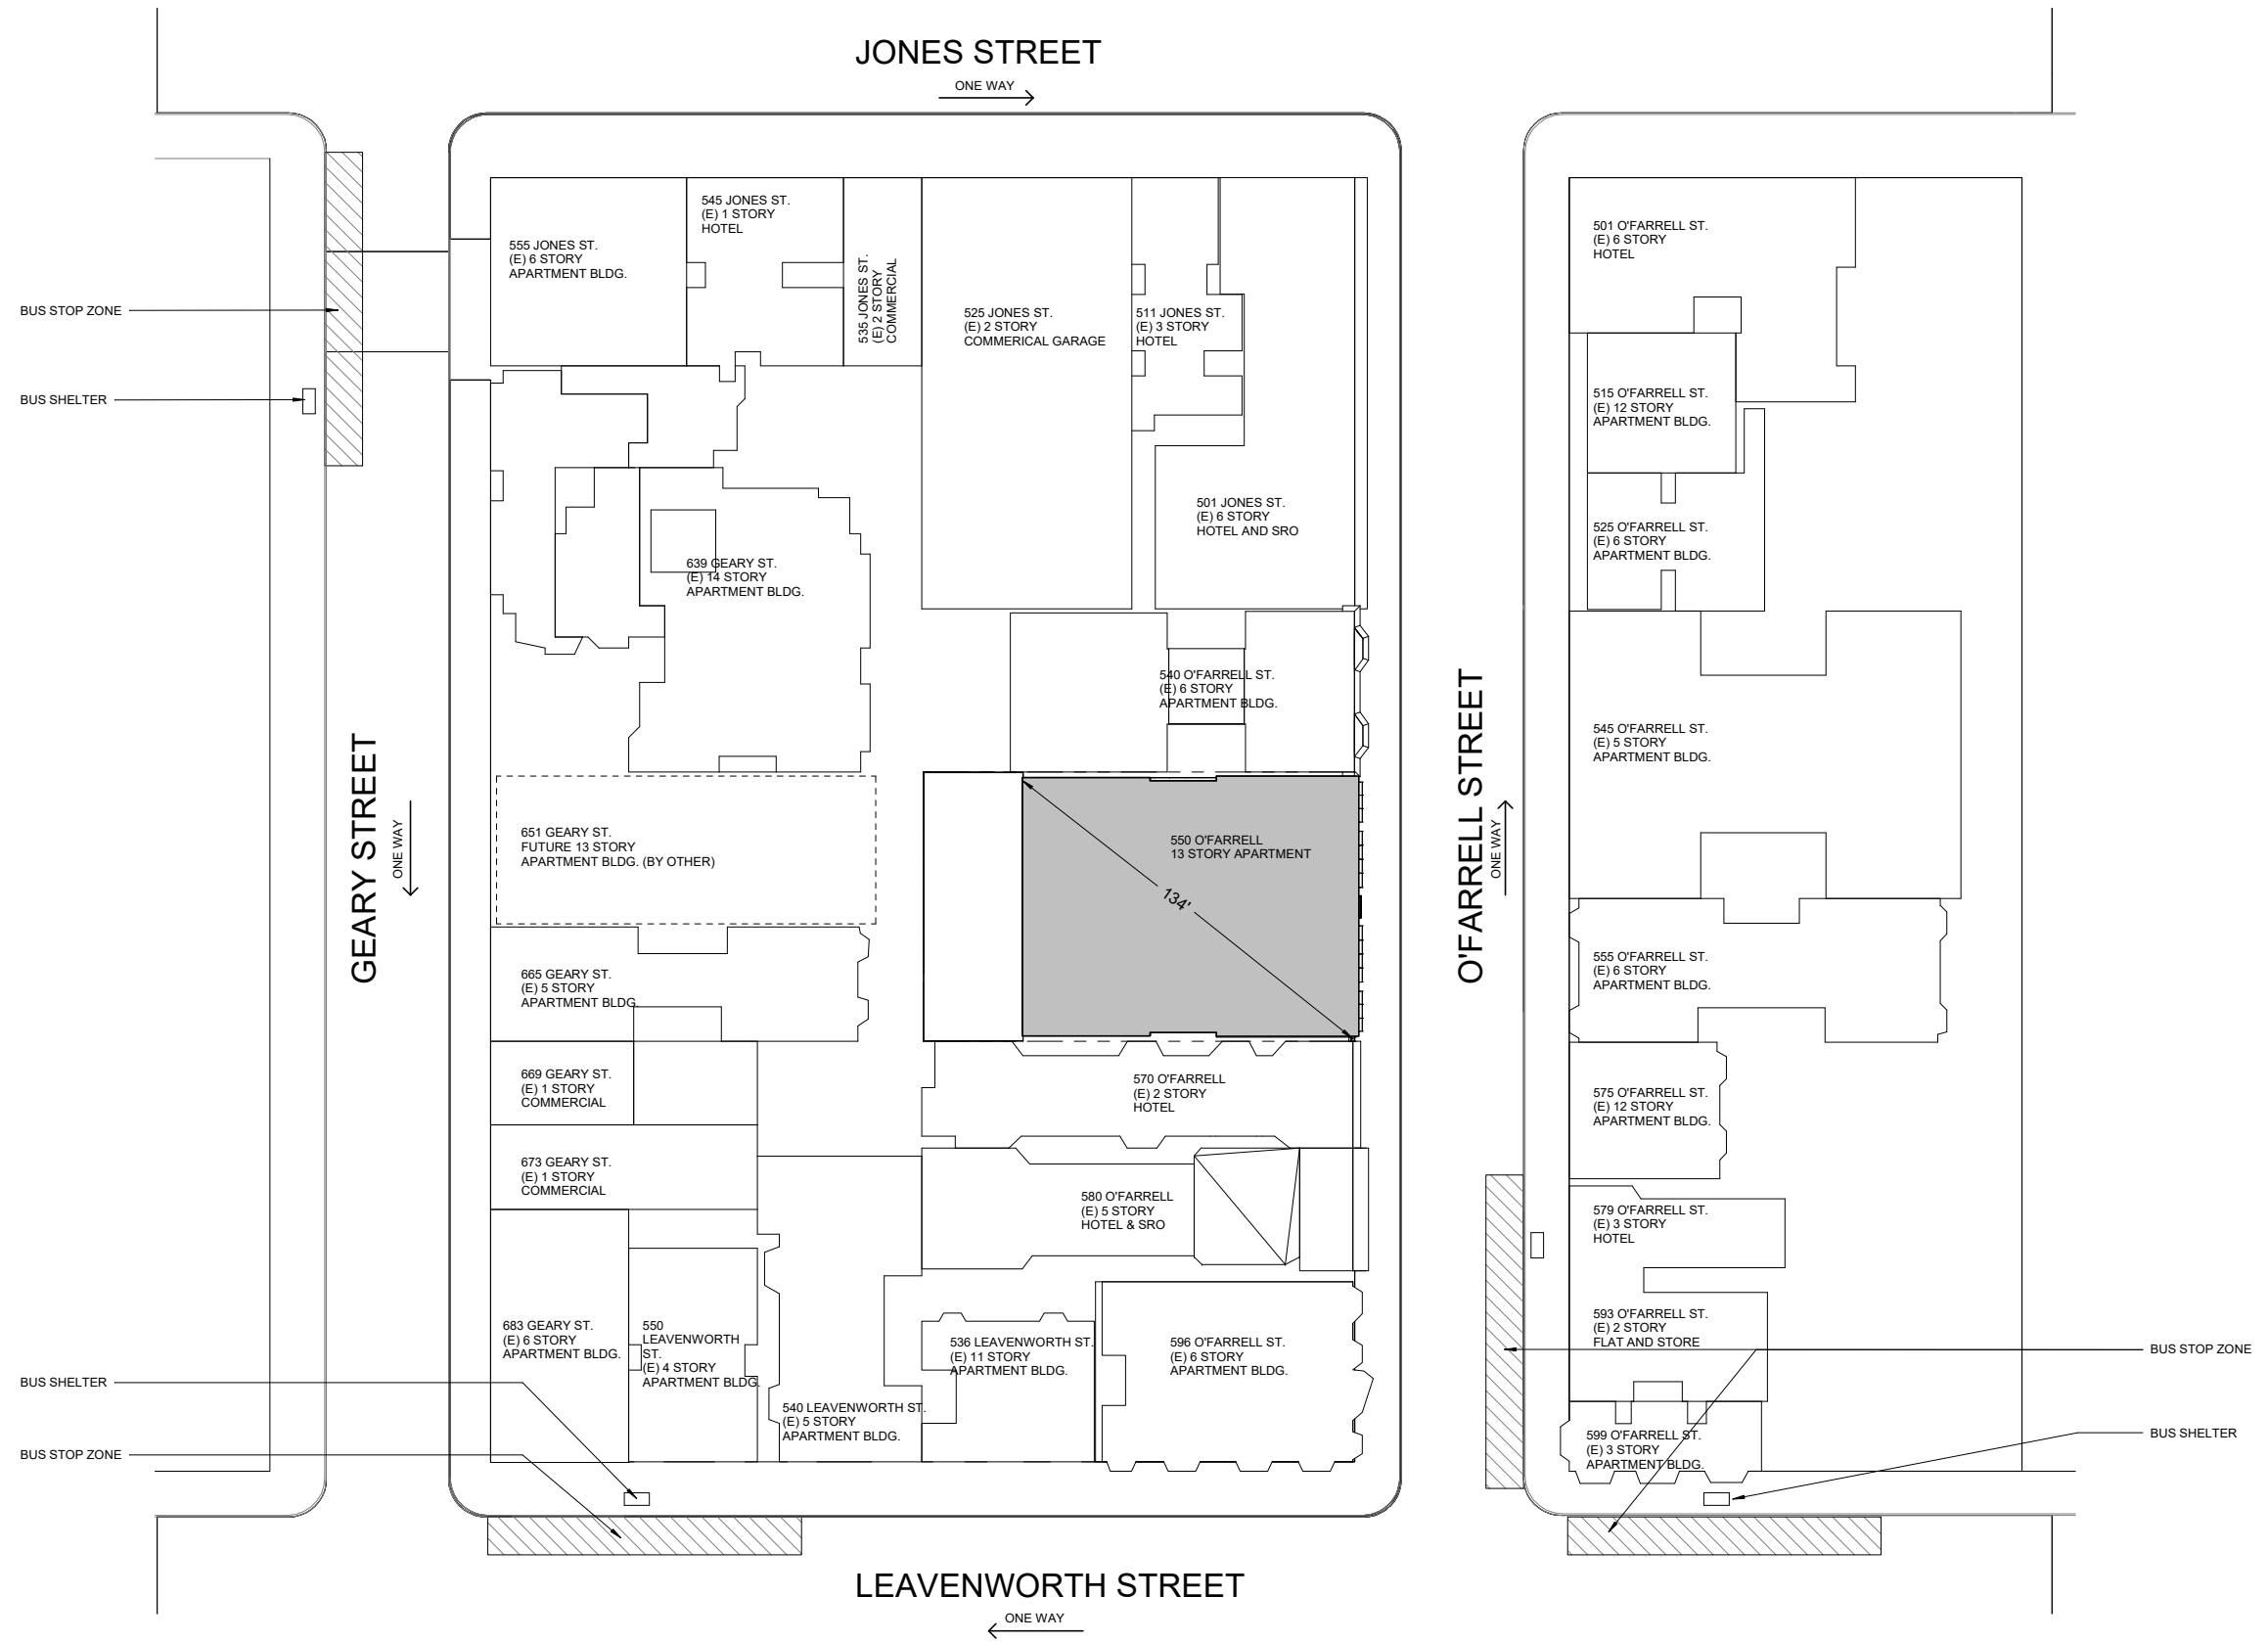 JONES STREET
ONE WAY
555 JONES ST.
(E) 6 STORY
APARTMENT BLDG.
545 JONES ST.
(E) 1 STORY
HOTEL
535 JONES ST.
(E) 2 STORY
COMMERCIAL
525 JONES ST.
(E) 2 STORY
COMMERICAL GARAGE
511 JONES ST.
(E) 3 STORY
HOTEL
501 JONES ST.
(E) 6 STORY
HOTEL AND SRO
501 O'FARRELL ST.
(E) 6 STORY
HOTEL
515 O'FARRELL ST.
(E) 12 STORY
APARTMENT BLDG.
525 O'FARRELL ST.
(E) 6 STORY
APARTMENT BLDG.
BUS STOP ZONE
BUS SHELTER
639 GEARY ST.
(E) 14 STORY
APARTMENT BLDG.
540 O'FARRELL ST.
(E) 6 STORY
APARTMENT BLDG.
545 O'FARRELL ST.
(E) 5 STORY
APARTMENT BLDG.
GEARY STREET
ONE WAY
651 GEARY ST.
FUTURE 13 STORY
APARTMENT BLDG. (BY OTHER)
550 O'FARRELL
13 STORY APARTMENT
134'
O'FARRELL STREET
ONE WAY
665 GEARY ST.
(E) 5 STORY
APARTMENT BLDG.
555 O'FARRELL ST.
(E) 6 STORY
APARTMENT BLDG.
669 GEARY ST.
(E) 1 STORY
COMMERCIAL
570 O'FARRELL
(E) 2 STORY
HOTEL
575 O'FARRELL ST.
(E) 12 STORY
APARTMENT BLDG.
673 GEARY ST.
(E) 1 STORY
COMMERCIAL
580 O'FARRELL
(E) 5 STORY
HOTEL & SRO
579 O'FARRELL ST.
(E) 3 STORY
HOTEL
683 GEARY ST.
(E) 6 STORY
APARTMENT BLDG.
550
LEAVENWORTH
ST.
(E) 4 STORY
APARTMENT BLDG.
540 LEAVENWORTH ST.
(E) 5 STORY
APARTMENT BLDG.
536 LEAVENWORTH ST.
(E) 11 STORY
APARTMENT BLDG.
596 O'FARRELL ST.
(E) 6 STORY
APARTMENT BLDG.
593 O'FARRELL ST.
(E) 2 STORY
FLAT AND STORE
599 O'FARRELL ST.
(E) 3 STORY
APARTMENT BLDG.
BUS STOP ZONE
BUS SHELTER
BUS SHELTER
BUS STOP ZONE
LEAVENWORTH STREET
ONE WAY